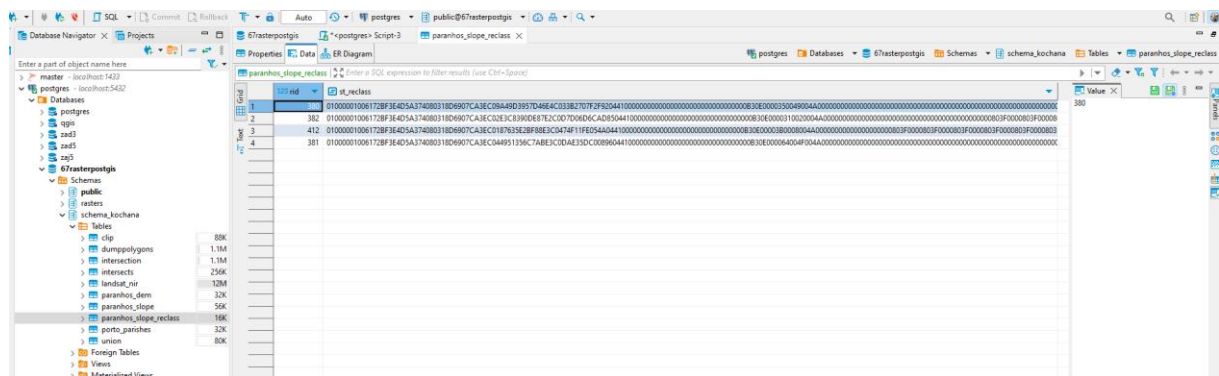 SQL Commit Rollback Auto postgres public@67rasterpostgis
Database Navigator Projects 67rasterpostgis *<postgres> Script-3 paranhos_slope_reclass
Properties Data ER Diagram postgres Databases 67rasterpostgis Schemas schema_kochana Tables paranhos_slope_reclass
Enter a part of object name here
paranhos_slope_reclass Enter a SQL expression to filter results (use Ctrl+Space)
master - localhost:1433
postgres - localhost:5432
Databases
postgres
qgis
zad3
zad5
zaj5
67rasterpostgis
Schemas
public
rasters
schema_kochana
Tables
clip 88K
dumppolygons 1.1M
intersection 1.1M
intersects 256K
landsat_nir 12M
paranhos_dem 32K
paranhos_slope 56K
paranhos_slope_reclass 16K
porto_parishes 32K
union 80K
Foreign Tables
Views
Materialized Views
Grid
Text
123 rid st_reclass
1 380
2 382
3 412
4 381
Value
380
Panels